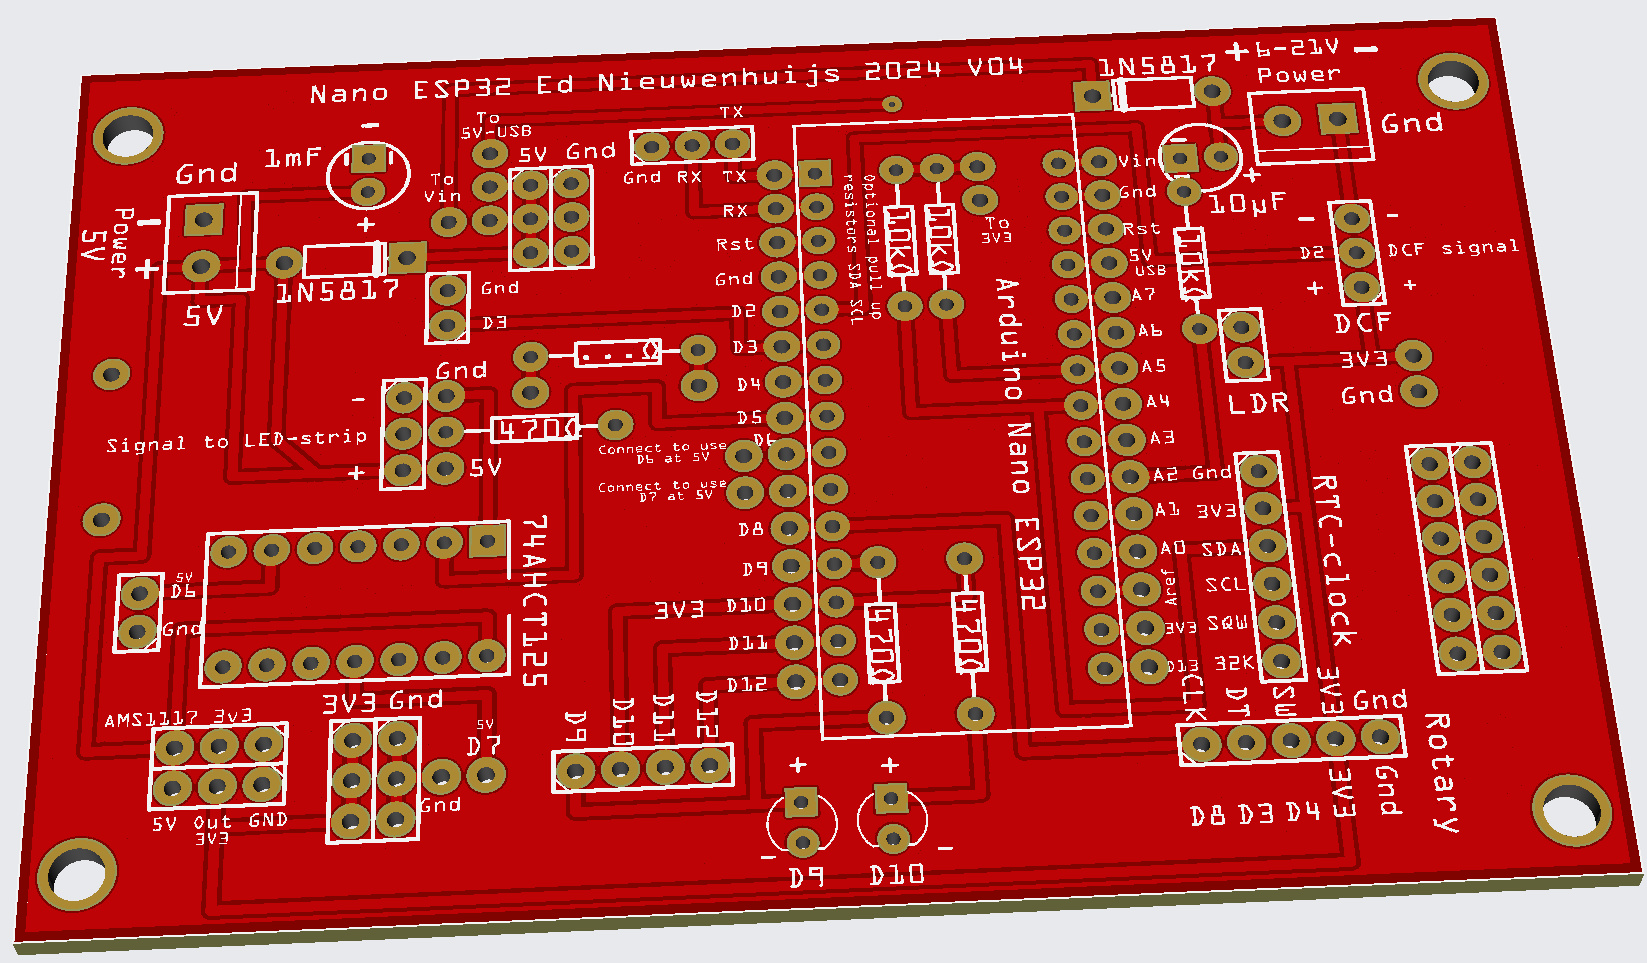 Nano ESP32 Ed Nieuwenhuijs 2024 V04
1N5817
+ 6-21V -
Power
Gnd
-
1mF
+
Gnd
-
Power
5V
+
5V
To
5V-USB
To
Vin
5V Gnd
1N5817
TX
Gnd RX TX
RX
Rst
Gnd
D2
D3
D4
D5
D6
Connect to use
D6 at 5V
Connect to use
D7 at 5V
D8
D9
3V3 D10
D11
D12
Optional pull up
resistors SDA SCL
10kΩ
10kΩ
To
3V3
Arduino Nano ESP32
Vin
Gnd
Rst
5V
USB
A7
A6
A5
A4
A3
A2
A1
A0
Aref
3V3
D13
-
+
10µF
10kΩ
-
-
D2
DCF signal
+
+
DCF
LDR
3V3
Gnd
Gnd
D3
...Ω
Gnd
-
Signal to LED-strip
+
5V
470Ω
74AHCT125
5V
D6
Gnd
AMS1117 3v3
5V Out GND
3V3
3V3 Gnd
5V
D7
Gnd
D9
D10
D11
D12
470Ω
470Ω
+
-
D9
+
-
D10
Gnd
3V3
SDA
SCL
SQW
32K
RTC-clock
CLK
DT
SW
3V3
Gnd
D8 D3 D4
3V3
Gnd
Rotary